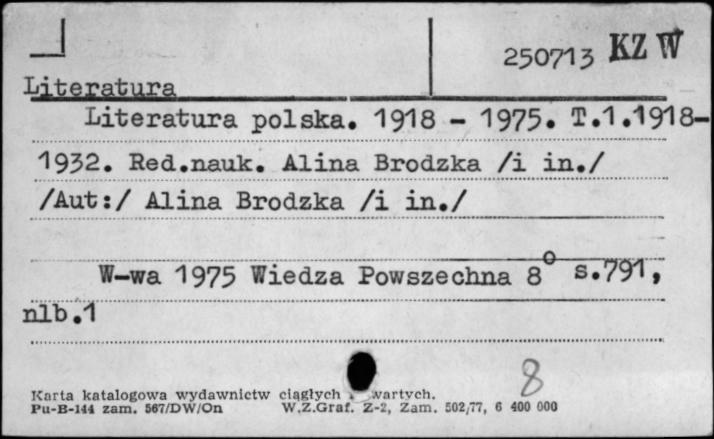 250713 KZ W
Literatura
Literatura polska. 1918 - 1975. T.1.1918-
1932. Red.nauk. Alina Brodzka /i in./
/Aut:/ Alina Brodzka /i in./
W-wa 1975 Wiedza Powszechna 8° s.791,
nlb.1
8
Karta katalogowa wydawnictw ciągłych wartych.
Pu-B-144 zam. 567/DW/On W.Z.Graf. Z-2, Zam. 502/77, 6 400 000